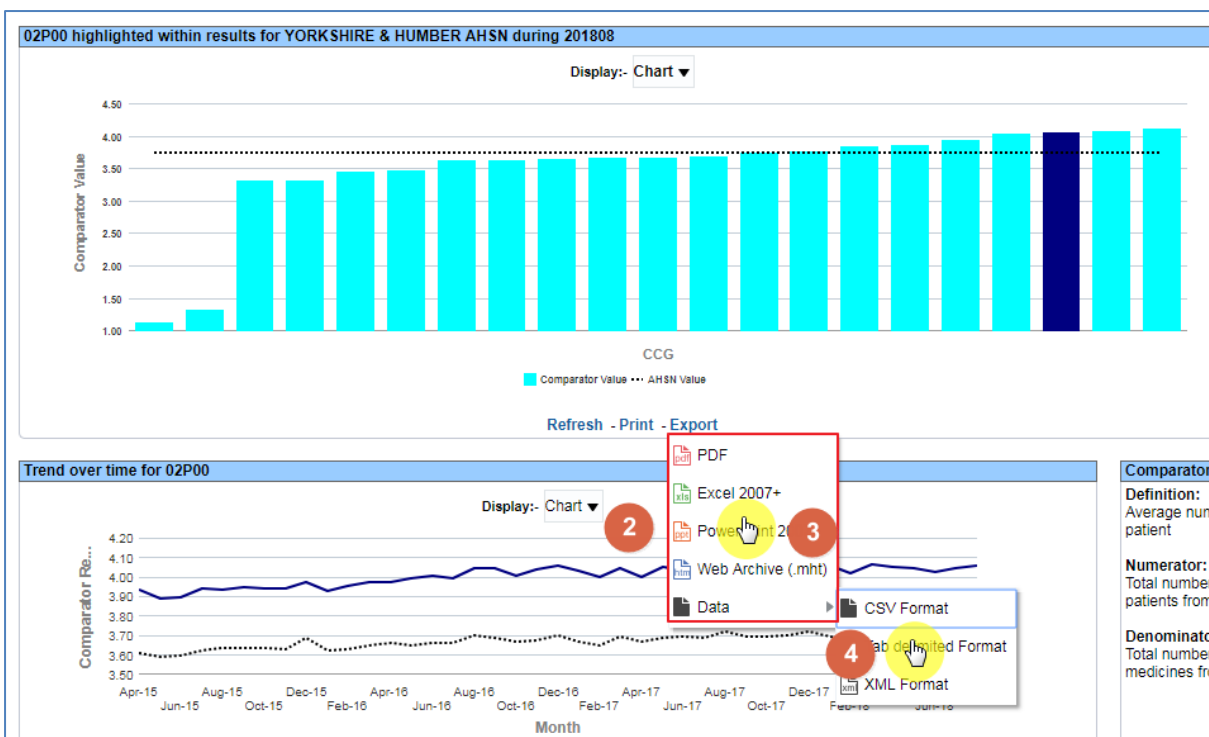 02P00 highlighted within results for YORKSHIRE & HUMBER AHSN during 201808
Display:- Chart ▼
4.50
4.00
3.50
3.00
2.50
2.00
1.50
1.00
Comparator Value
CCG
Comparator Value AHSN Value
Refresh - Print - Export
PDF
Excel 2007+
2
3
Web Archive (.mht)
Data
CSV Format
4
XML Format
Trend over time for 02P00
Display:- Chart ▼
4.20
4.10
4.00
3.90
3.80
3.70
3.60
3.50
Comparator Re...
Apr-15 Aug-15 Dec-15 Apr-16 Aug-16 Dec-16 Apr-17 Aug-17 Dec-17
Jun-15 Oct-15 Feb-16 Jun-16 Oct-16 Feb-17 Jun-17 Oct-17
Month
Comparator
Definition:
Average num
patient
Numerator:
Total number
patients from
Denominato
Total number
medicines fro